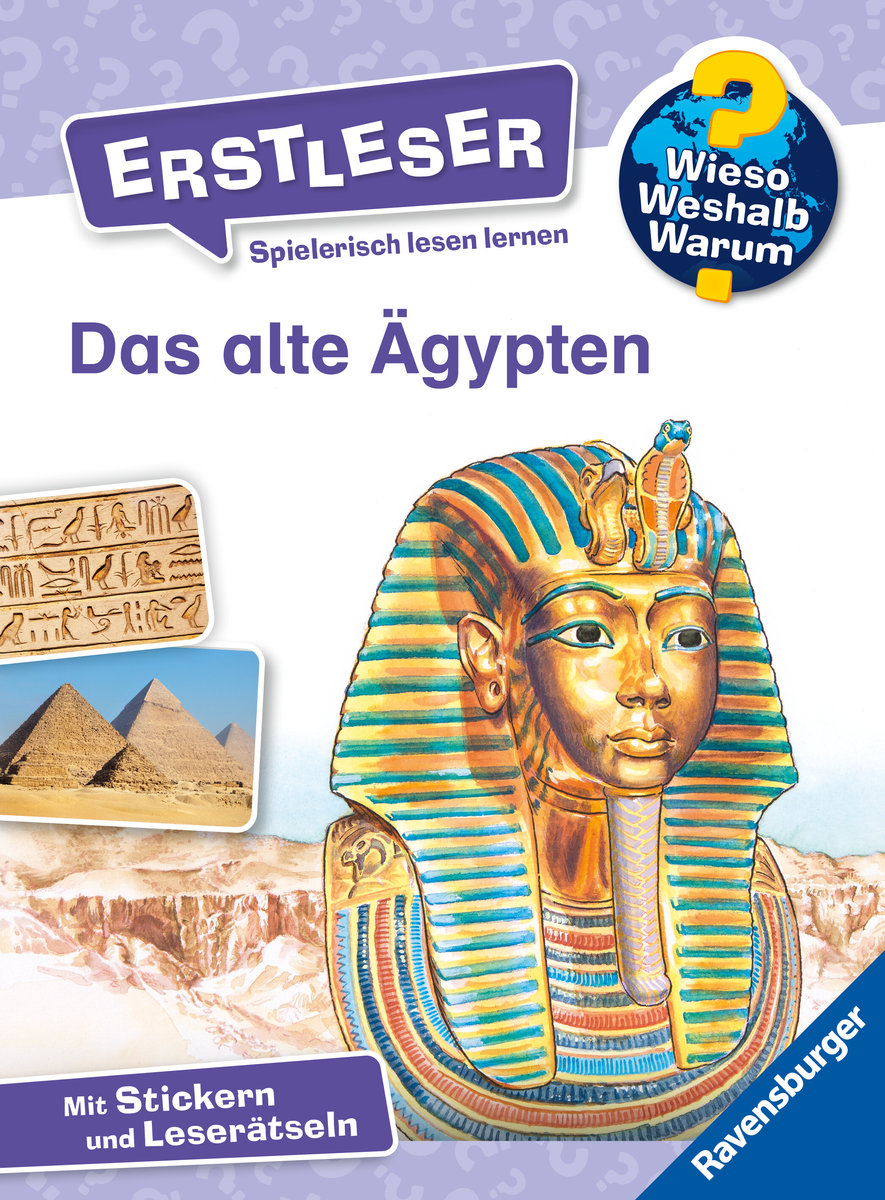 ERSTLESER
Spielerisch lesen lernen
?
Wieso
Weshalb
Warum
Das alte Ägypten
Mit Stickern
und Leserätseln
Ravensburger